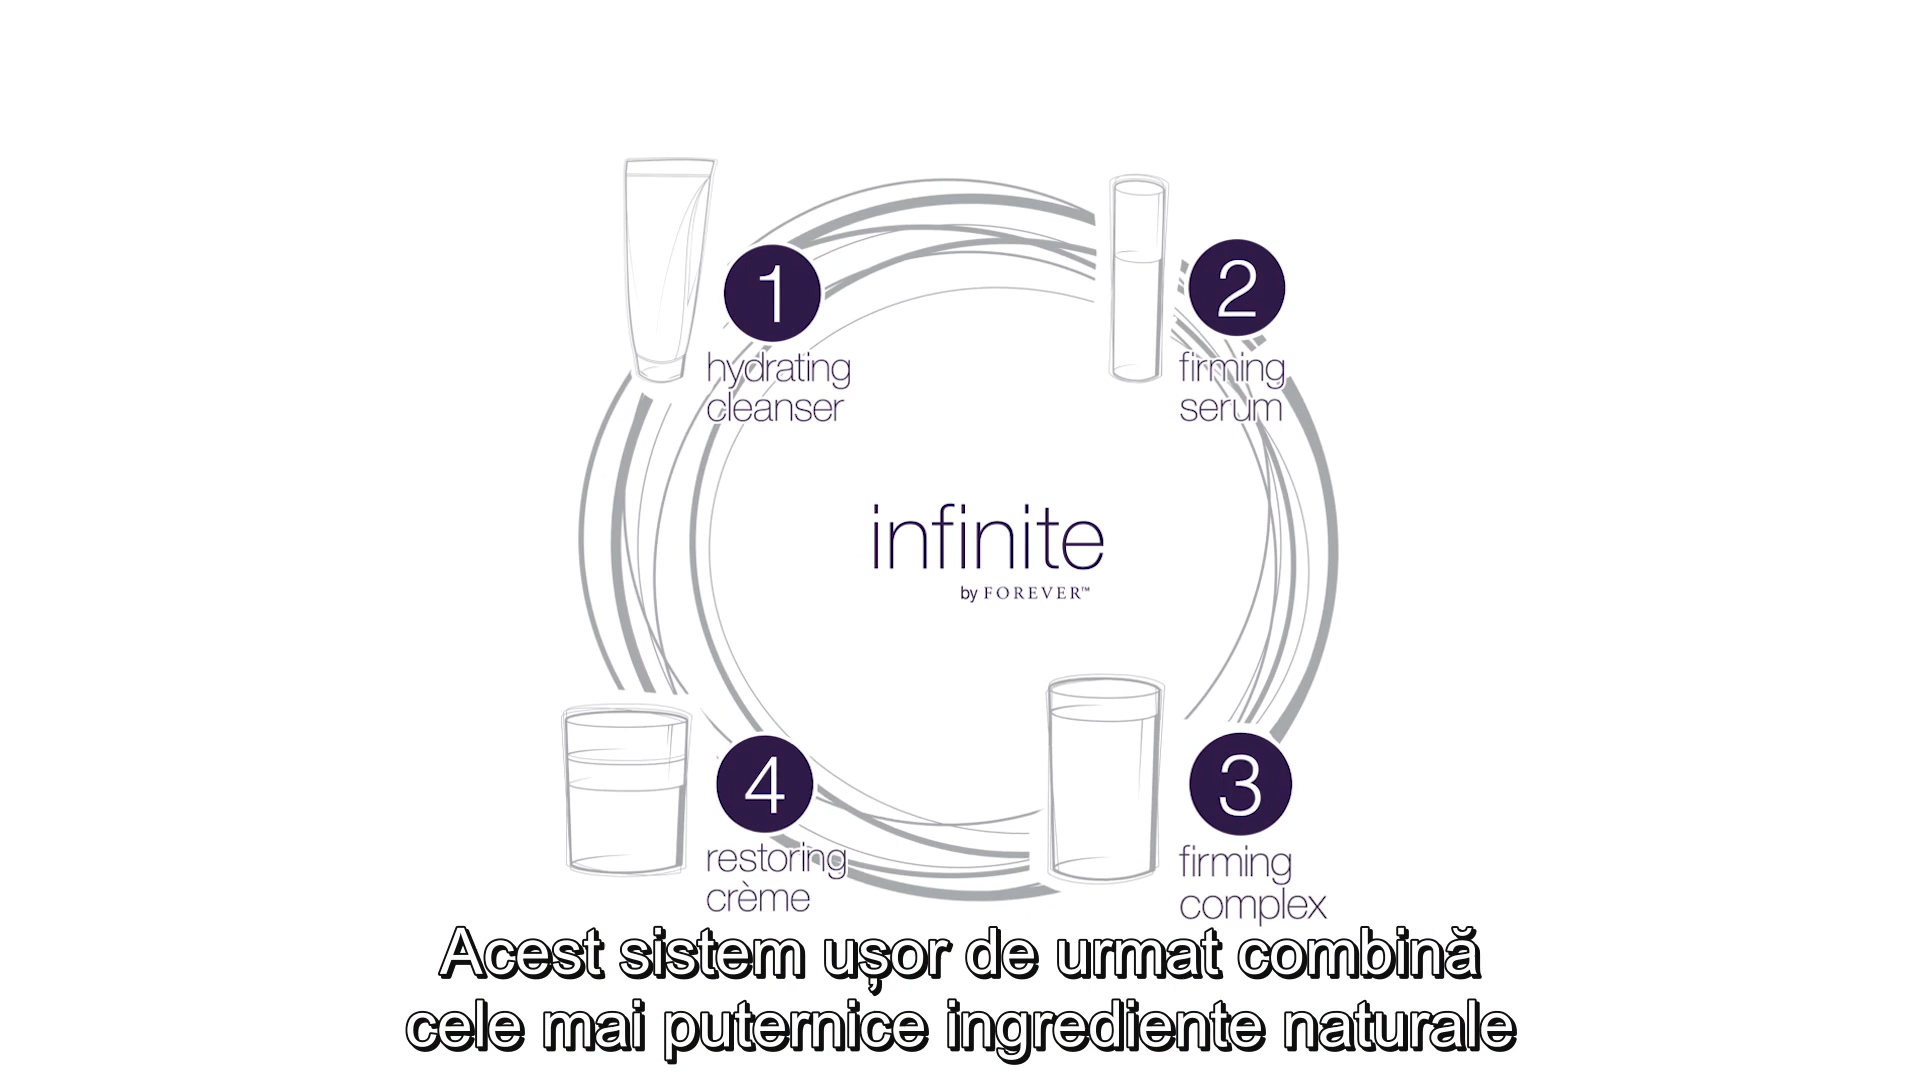 1
hydrating
cleanser
2
firming
serum
infinite
by FOREVER™
4
restoring
crème
3
firming
complex
Acest sistem ușor de urmat combină
cele mai puternice ingrediente naturale